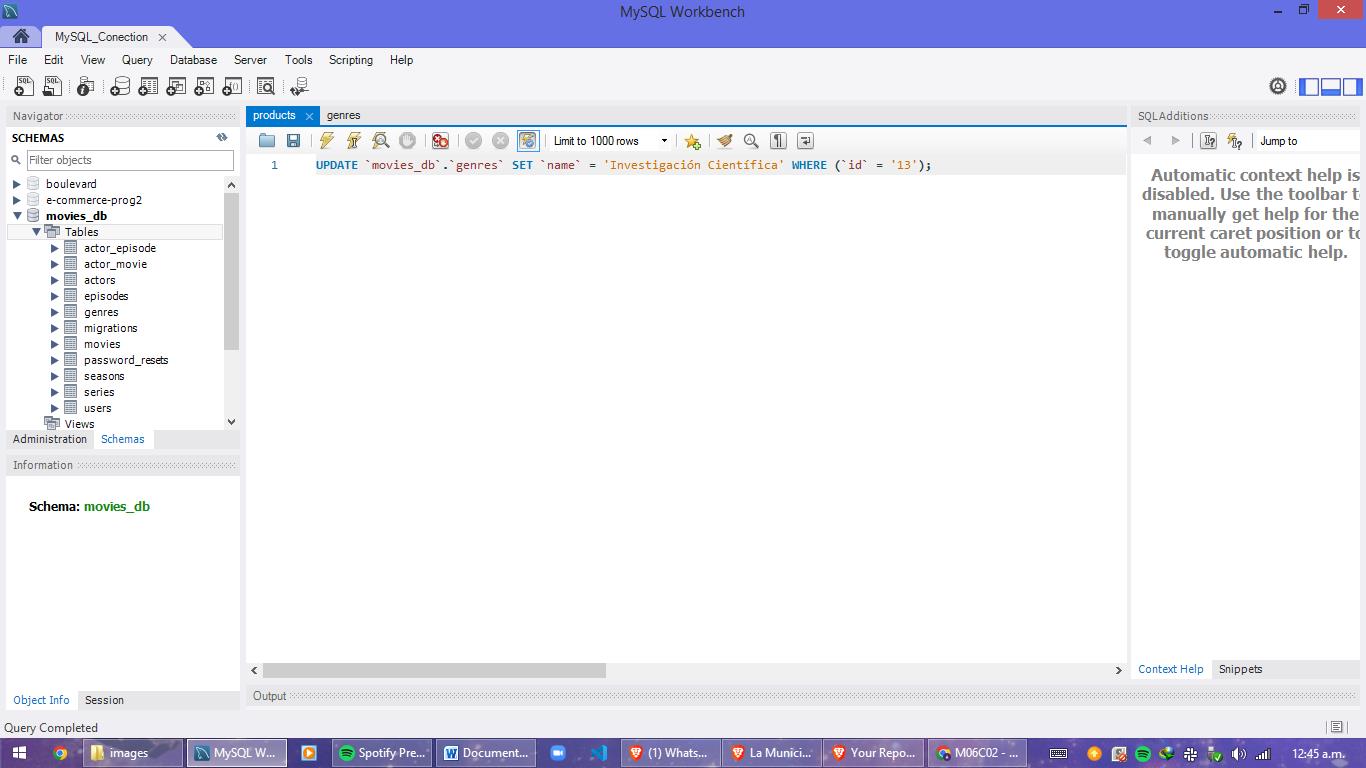 MySQL Workbench
MySQL_Conection
File Edit View Query Database Server Tools Scripting Help
Navigator
SCHEMAS
Filter objects
boulevard
e-commerce-prog2
movies_db
Tables
actor_episode
actor_movie
actors
episodes
genres
migrations
movies
password_resets
seasons
series
users
Views
Administration Schemas
Information
Schema: movies_db
Object Info Session
products genres
Limit to 1000 rows
1 UPDATE `movies_db`.`genres` SET `name` = 'Investigación Científica' WHERE (`id` = '13');
Output
SQLAdditions
Jump to
Automatic context help is
disabled. Use the toolbar to
manually get help for the
current caret position or to
toggle automatic help.
Context Help Snippets
Query Completed
images MySQL W... Spotify Pre... Document... (1) Whats... La Munici... Your Repo... M06C02 - ... 12:45 a.m.